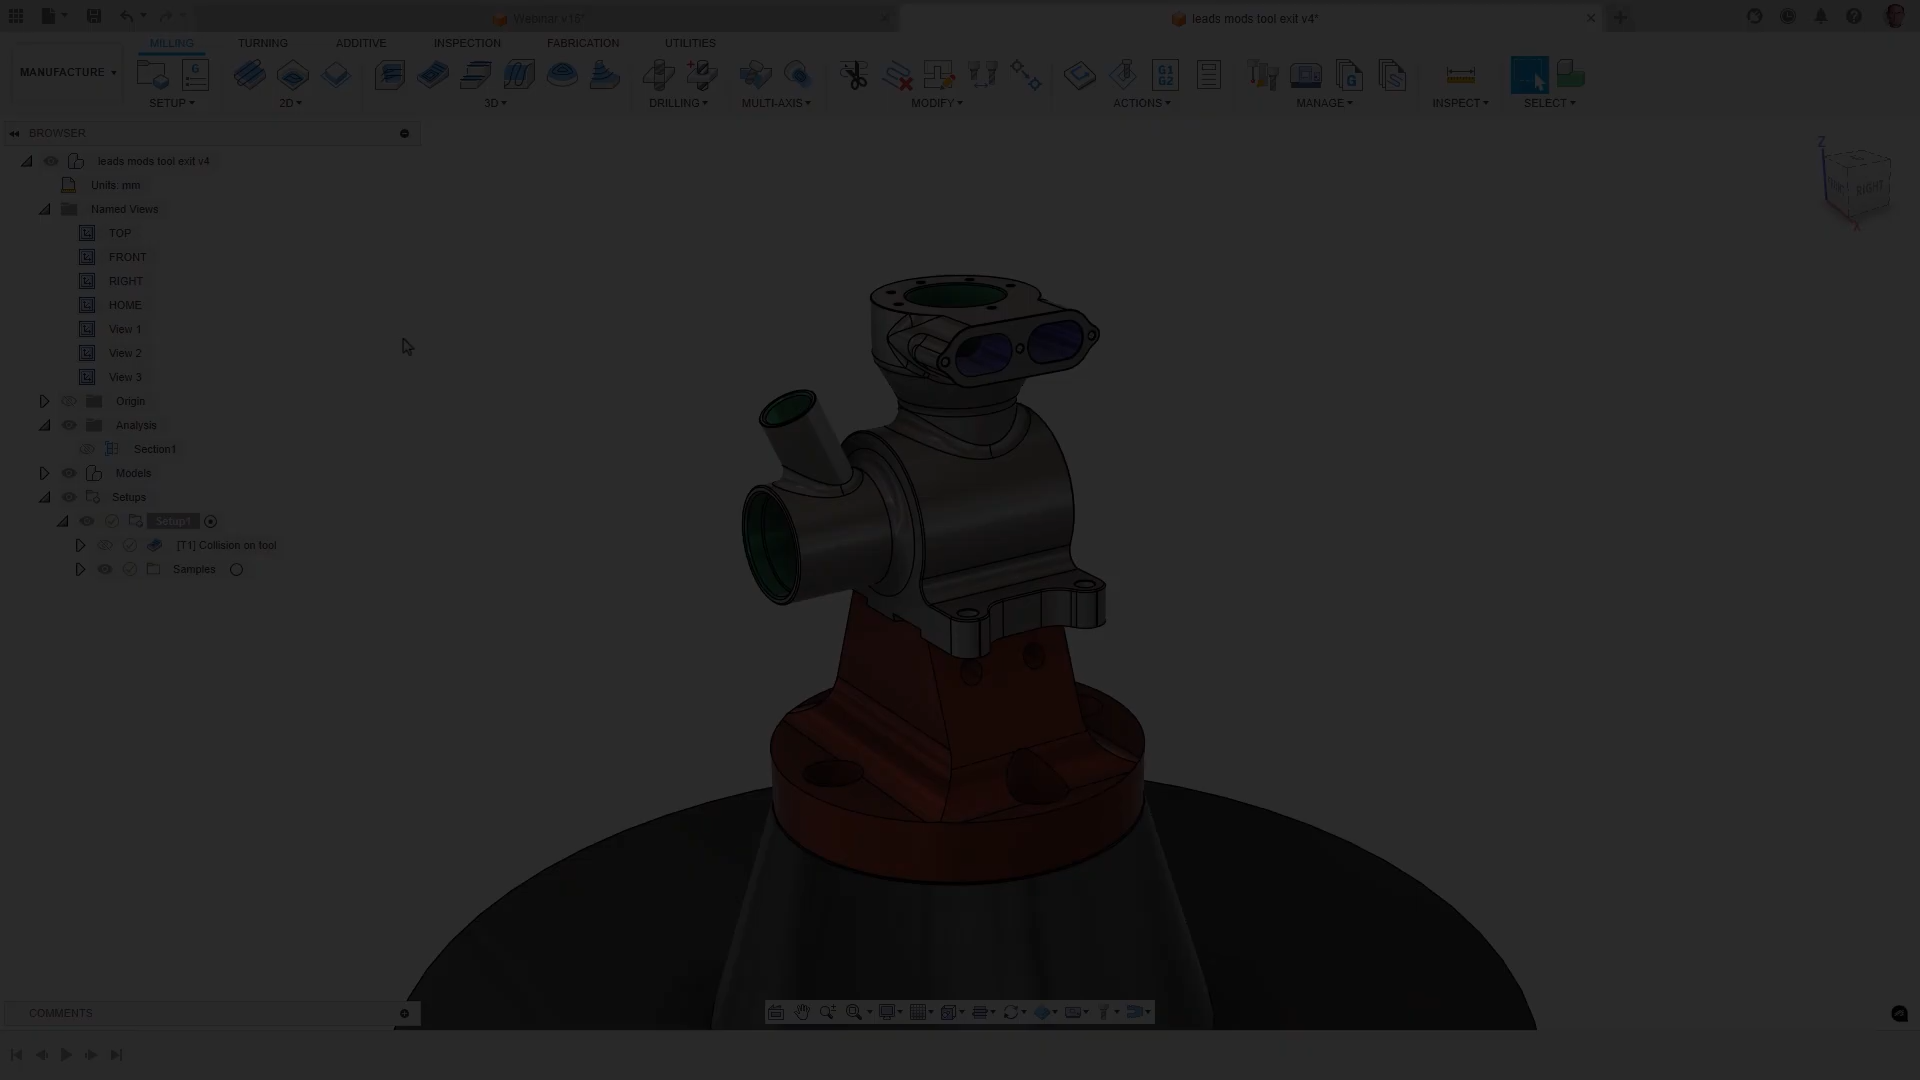 Webinar v16*
leads mods tool exit v4*
MILLING TURNING ADDITIVE INSPECTION FABRICATION UTILITIES
MANUFACTURE
G
G1
G2
G
S
SETUP 2D 3D DRILLING MULTI-AXIS MODIFY ACTIONS MANAGE INSPECT SELECT
BROWSER
leads mods tool exit v4
Units: mm
Named Views
TOP
FRONT
RIGHT
HOME
View 1
View 2
View 3
Origin
Analysis
Section1
Models
Setups
Setup1
[T1] Collision on tool
Samples
Z
RIGHT
X
COMMENTS